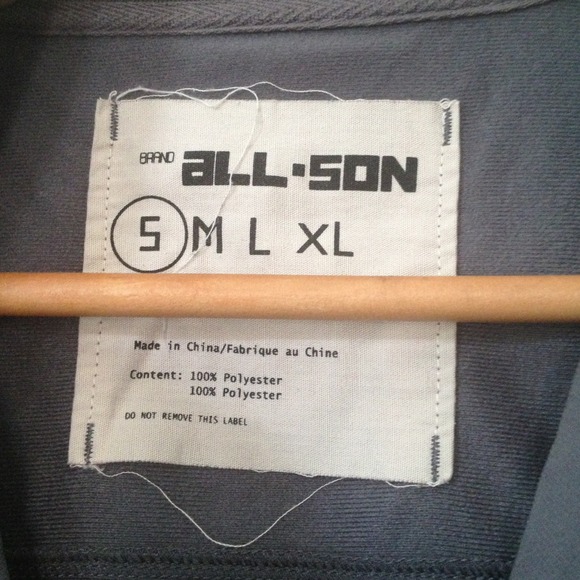 BRAND ALL·SON
S M L XL
Made in China/Fabrique au Chine
Content: 100% Polyester
100% Polyester
DO NOT REMOVE THIS LABEL